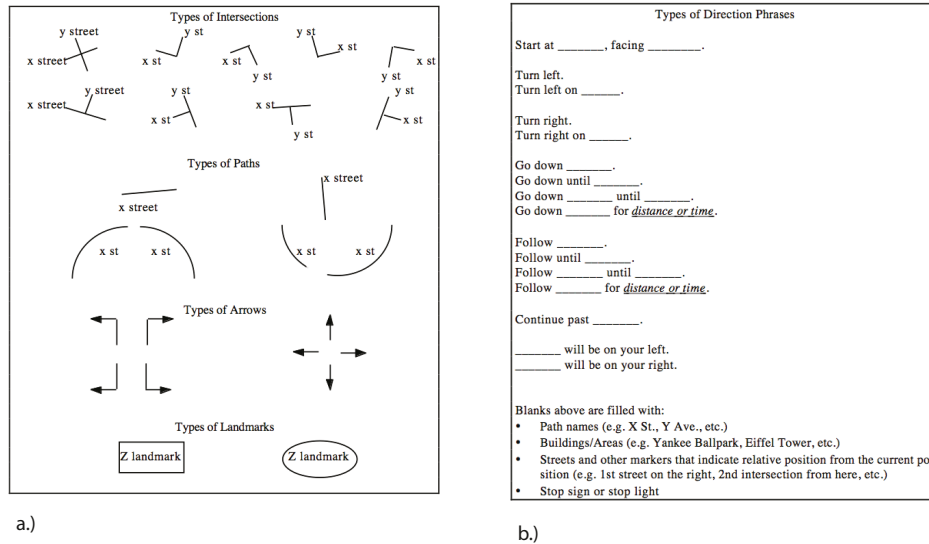 Types of Intersections
y street
x street
y st
x st
x st
y st
y st
x st
x st
y st
x street
y street
y st
x st
x st
y st
y st
x st
Types of Paths
x street
x street
x st
x st
x st
x st
Types of Arrows
Types of Landmarks
Z landmark
Z landmark
a.)
Types of Direction Phrases
Start at _______, facing ________.
Turn left.
Turn left on ______.
Turn right.
Turn right on ______.
Go down _______.
Go down until _______.
Go down _______ until _______.
Go down _______ for distance or time.
Follow _______.
Follow until _______.
Follow _______ until _______.
Follow _______ for distance or time.
Continue past _______.
_______ will be on your left.
_______ will be on your right.
Blanks above are filled with:
• Path names (e.g. X St., Y Ave., etc.)
• Buildings/Areas (e.g. Yankee Ballpark, Eiffel Tower, etc.)
• Streets and other markers that indicate relative position from the current po-
sition (e.g. 1st street on the right, 2nd intersection from here, etc.)
• Stop sign or stop light
b.)